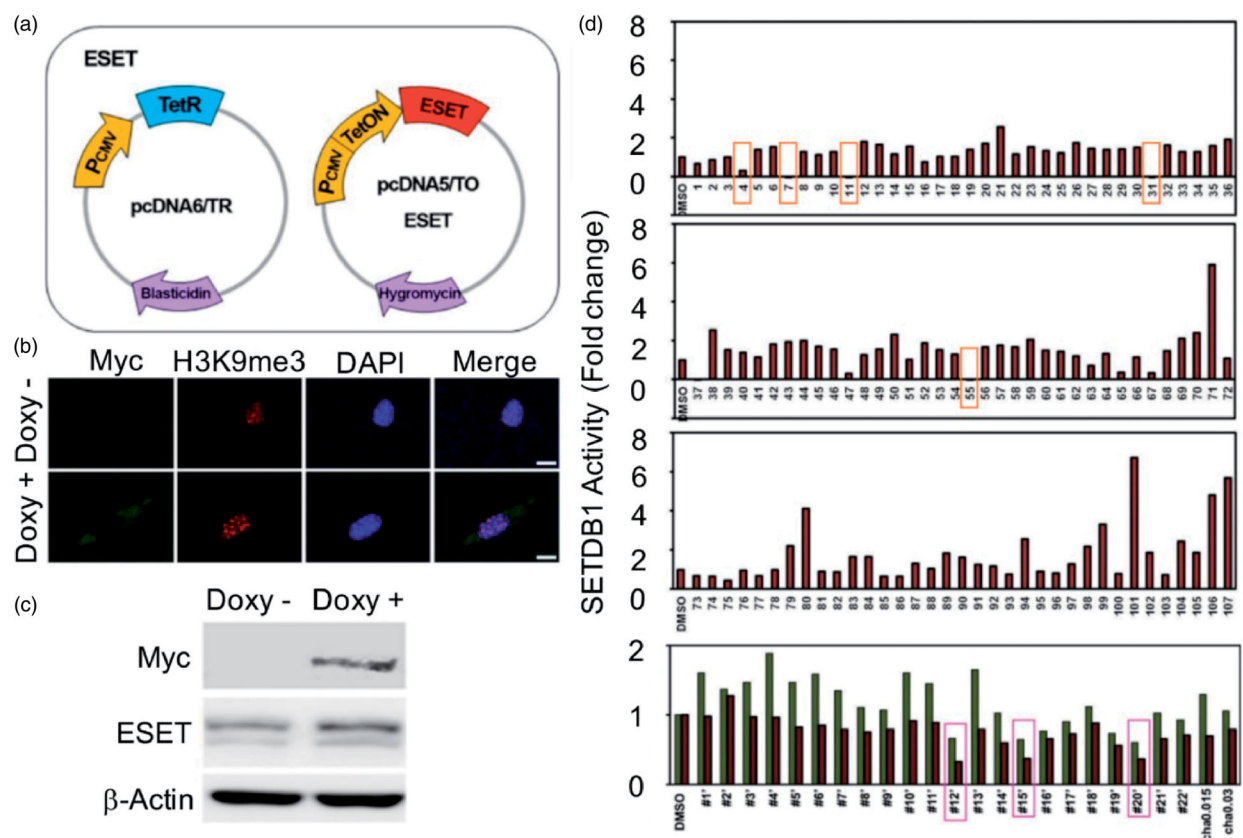 (a)
ESET
TetR
PCMV
pcDNA6/TR
Blasticidin
PCMV
TetON
ESET
pcDNA5/TO
ESET
Hygromycin
(b)
Myc H3K9me3 DAPI Merge
Doxy -
Doxy +
(c)
Doxy - Doxy +
Myc
ESET
β-Actin
(d)
SETDB1 Activity (Fold change)
8
6
4
2
0
DMSO 1 2 3 4 5 6 7 8 9 10 11 12 13 14 15 16 17 18 19 20 21 22 23 24 25 26 27 28 29 30 31 32 33 34 35 36
8
6
4
2
0
DMSO 37 38 39 40 41 42 43 44 45 46 47 48 49 50 51 52 53 54 55 56 57 58 59 60 61 62 63 64 65 66 67 68 69 70 71 72
8
6
4
2
0
DMSO 73 74 75 76 77 78 79 80 81 82 83 84 85 86 87 88 89 90 91 92 93 94 95 96 97 98 99 100 101 102 103 104 105 106 107
2
1
0
DMSO #1' #2' #3' #4' #5' #6' #7' #8' #9' #10' #11' #12' #13' #14' #15' #16' #17' #18' #19' #20' #21' #22' cha0.015 cha0.03